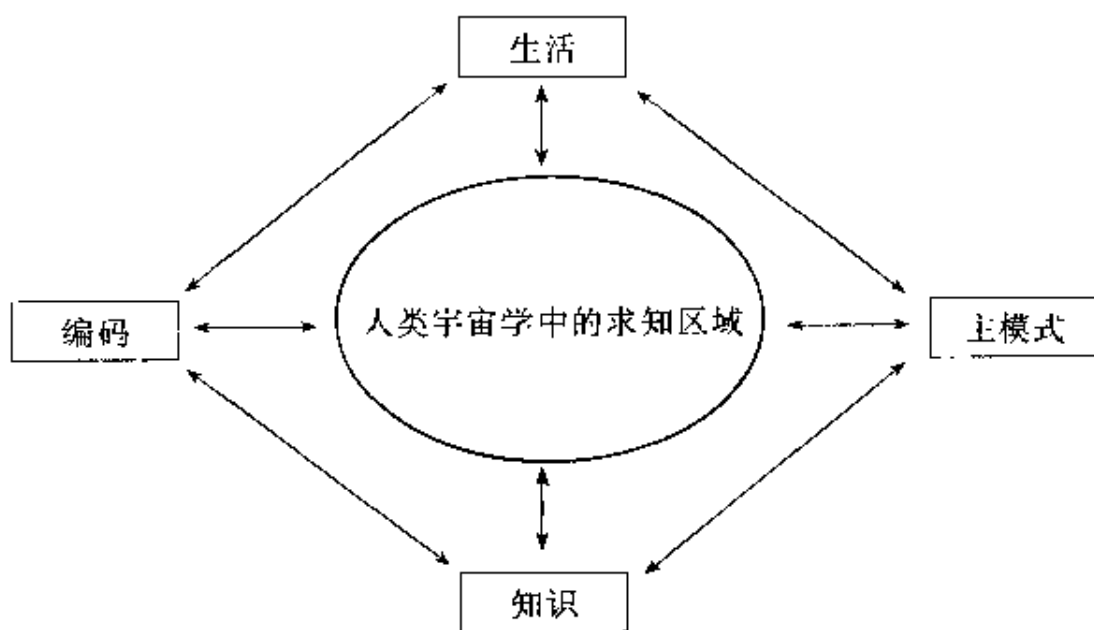 生活
编码
人类宇宙学中的求知区域
主模式
知识